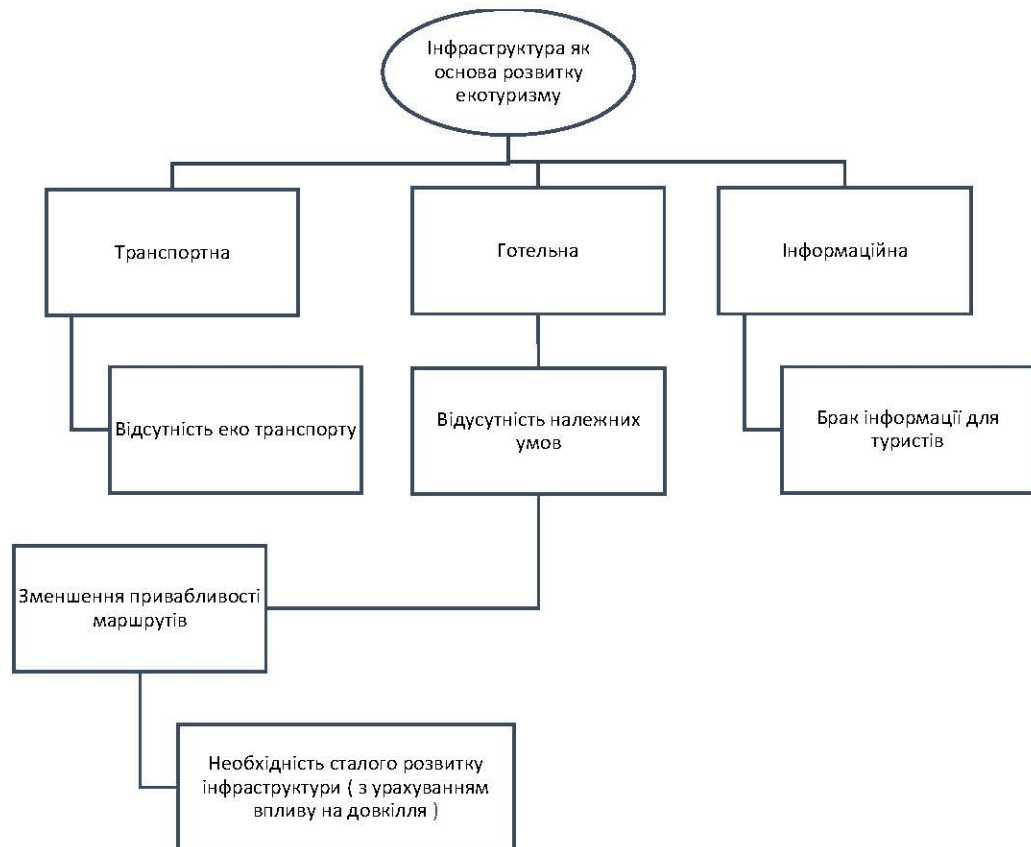 Інфраструктура як
основа розвитку
екотуризму
Транспортна
Готельна
Інформаційна
Відсутність еко транспорту
Відусутність належних
умов
Брак інформації для
туристів
Зменшення привабливості
маршрутів
Необхідність сталого розвитку
інфраструктури ( з урахуванням
впливу на довкілля )